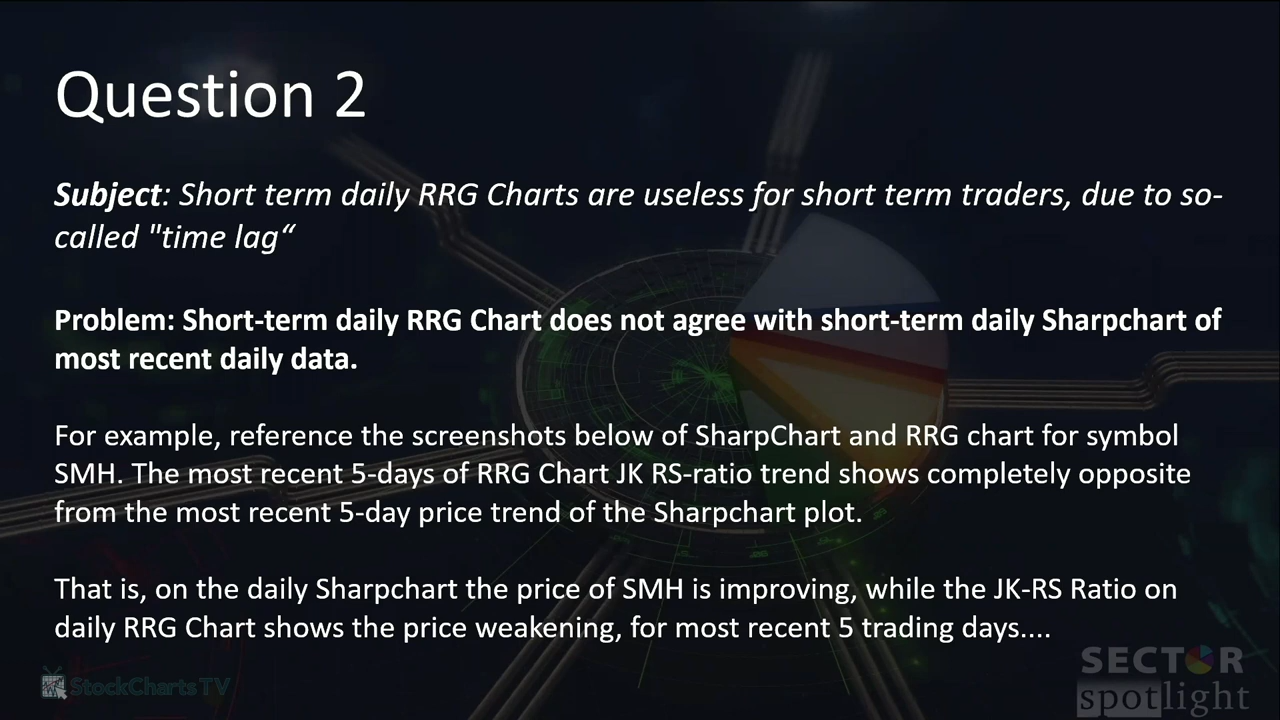 Question 2
Subject: Short term daily RRG Charts are useless for short term traders, due to so-
called "time lag“
Problem: Short-term daily RRG Chart does not agree with short-term daily Sharpchart of
most recent daily data.
For example, reference the screenshots below of SharpChart and RRG chart for symbol
SMH. The most recent 5-days of RRG Chart JK RS-ratio trend shows completely opposite
from the most recent 5-day price trend of the Sharpchart plot.
That is, on the daily Sharpchart the price of SMH is improving, while the JK-RS Ratio on
daily RRG Chart shows the price weakening, for most recent 5 trading days....
StockChartsTV
SECTOR
spotlight